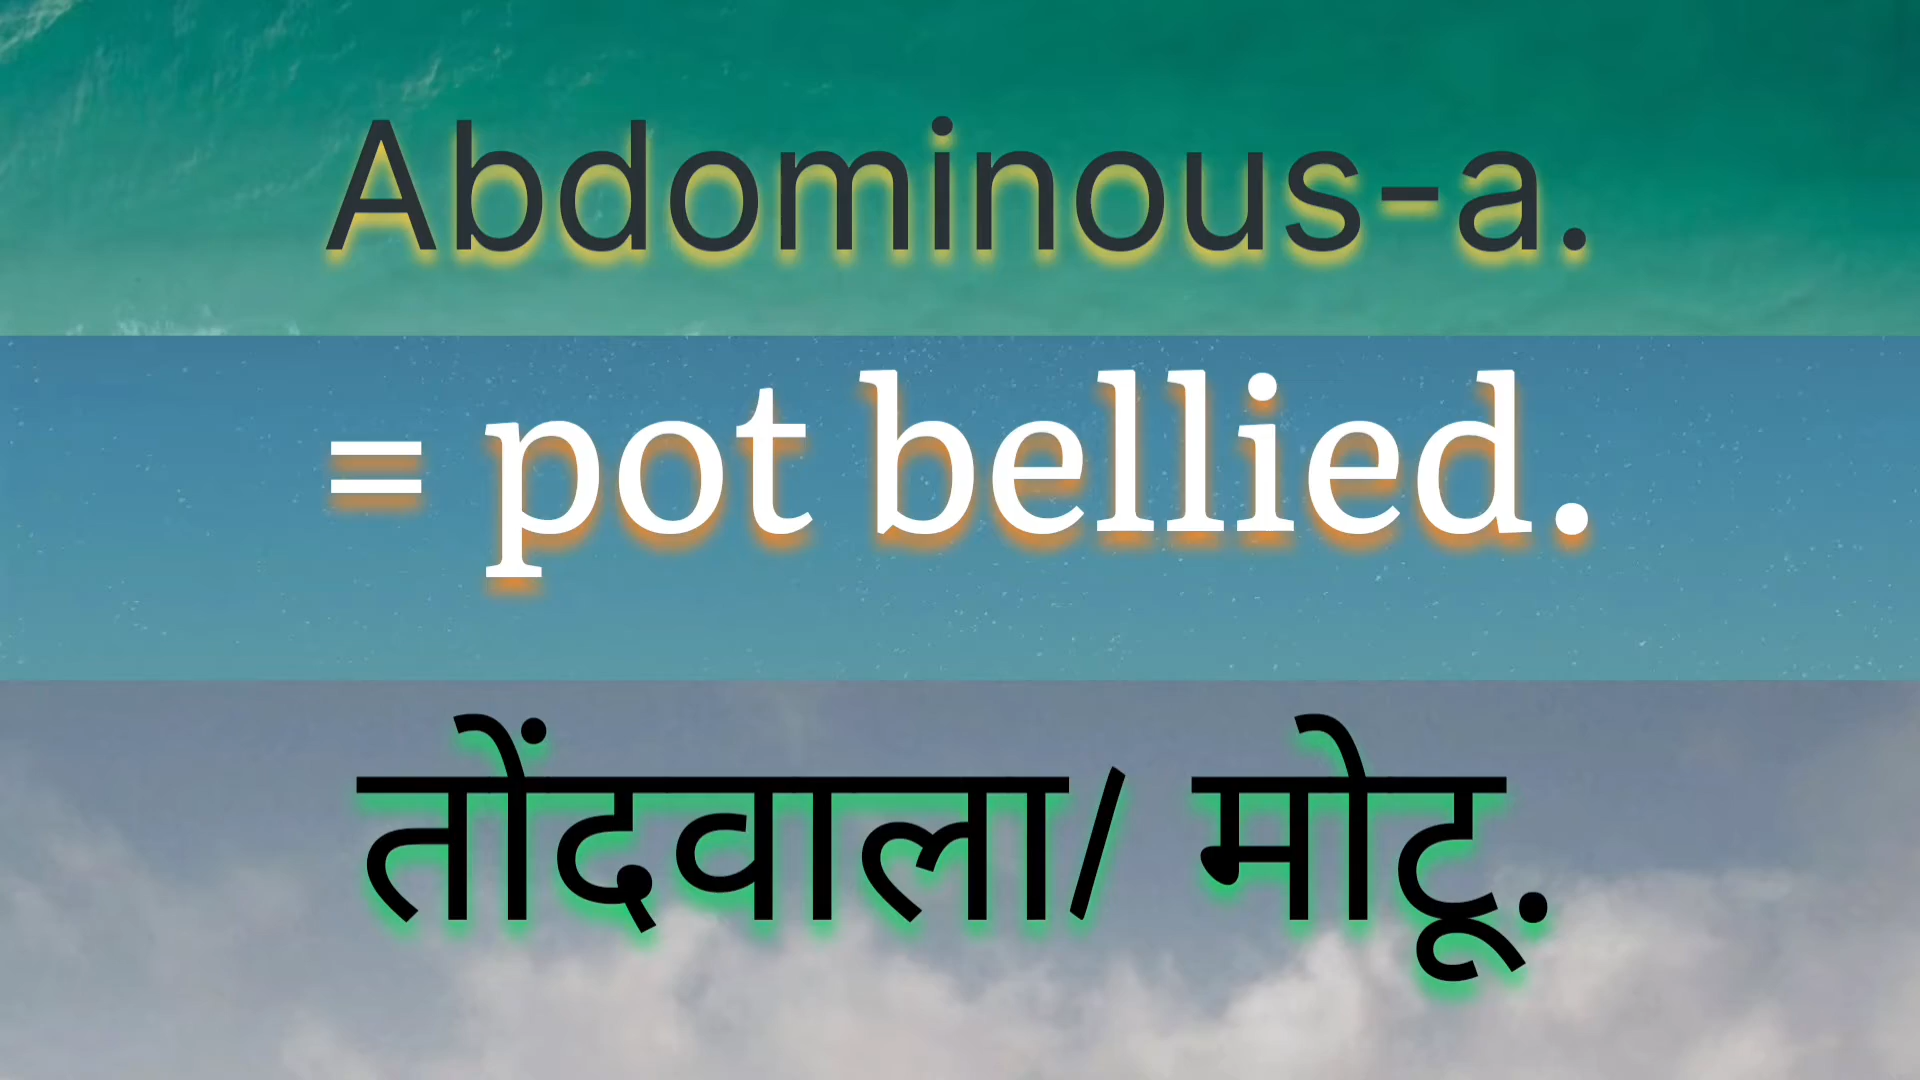 Abdominous-a.
= pot bellied.
तोंदवाला/ मोटू.